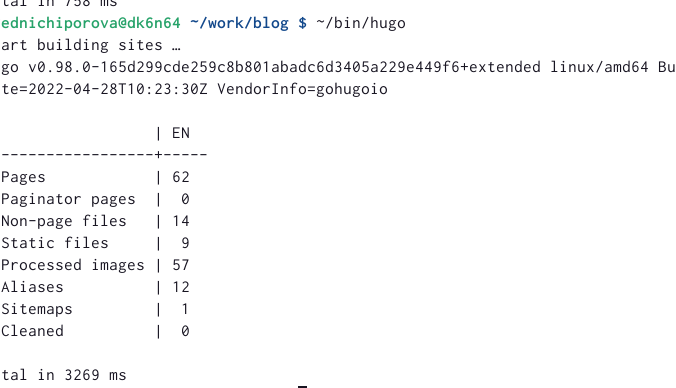 tal in 758 ms
ednichiporova@dk6n64 ~/work/blog $ ~/bin/hugo
art building sites …
go v0.98.0-165d299cde259c8b801abadc6d3405a229e449f6+extended linux/amd64 Bu
te=2022-04-28T10:23:30Z VendorInfo=gohugoio

                 | EN
-----------------+-----
Pages            | 62
Paginator pages  |  0
Non-page files   | 14
Static files     |  9
Processed images | 57
Aliases          | 12
Sitemaps         |  1
Cleaned          |  0

tal in 3269 ms